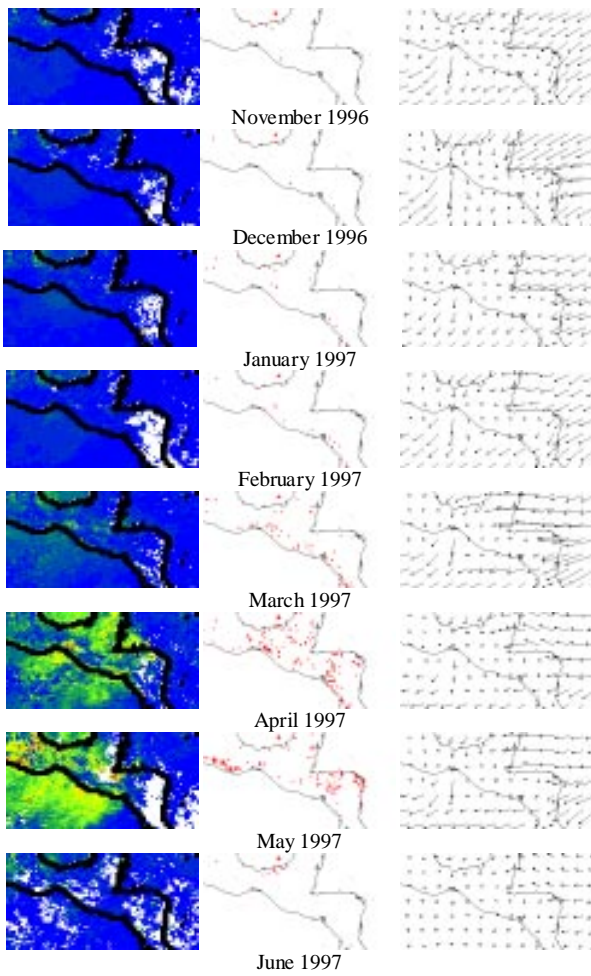 November 1996
December 1996
January 1997
February 1997
March 1997
April 1997
May 1997
June 1997